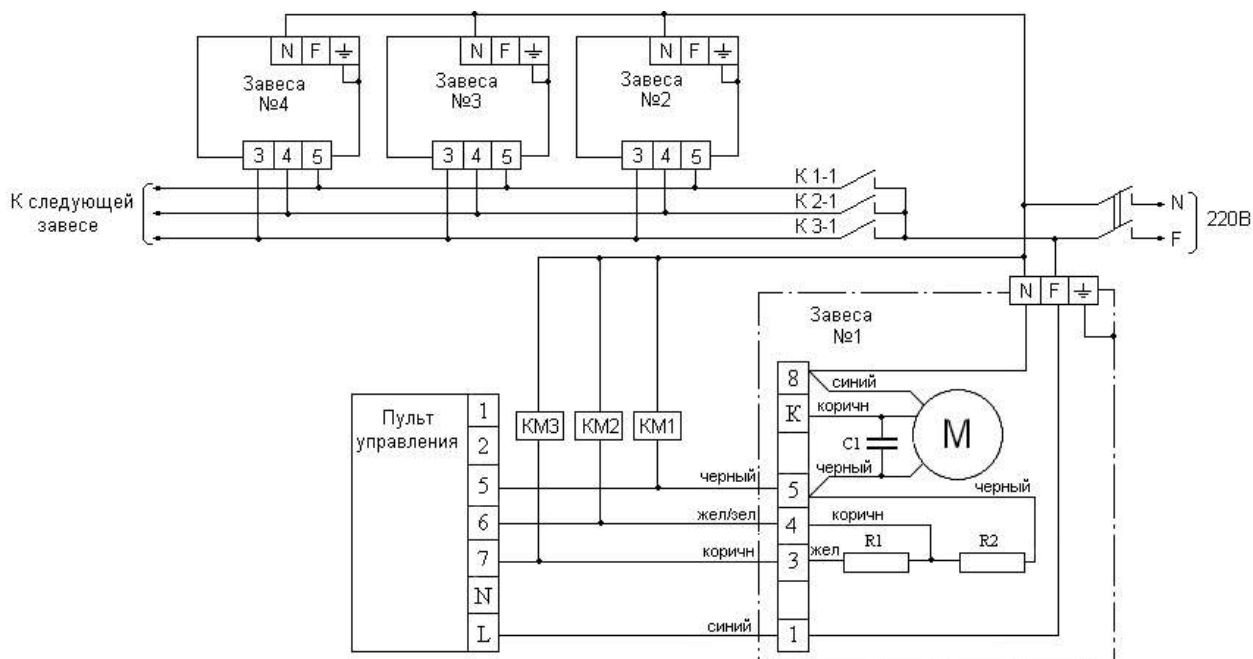 N F
Завеса
№4
3 4 5
N F
Завеса
№3
3 4 5
N F
Завеса
№2
3 4 5
К следующей
завесе
К 1-1
К 2-1
К 3-1
N
F
220В
N F
Завеса
№1
8
К
5
4
3
1
синий
коричн
С1
черный
М
черный
коричн
жел
R1
R2
Пульт
управления
1
2
5
6
7
N
L
КМ3
КМ2
КМ1
черный
жел/зел
коричн
синий